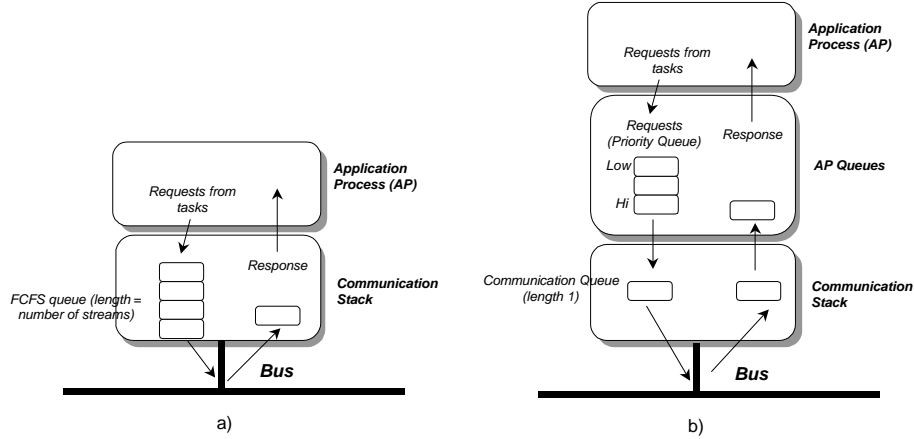 Application
Process (AP)
Requests from
tasks
Response
FCFS queue (length =
number of streams)
Communication
Stack
Bus
a)
Application
Process (AP)
Requests from
tasks
Requests
(Priority Queue)
Response
Low
Hi
AP Queues
Communication Queue
(length 1)
Communication
Stack
Bus
b)